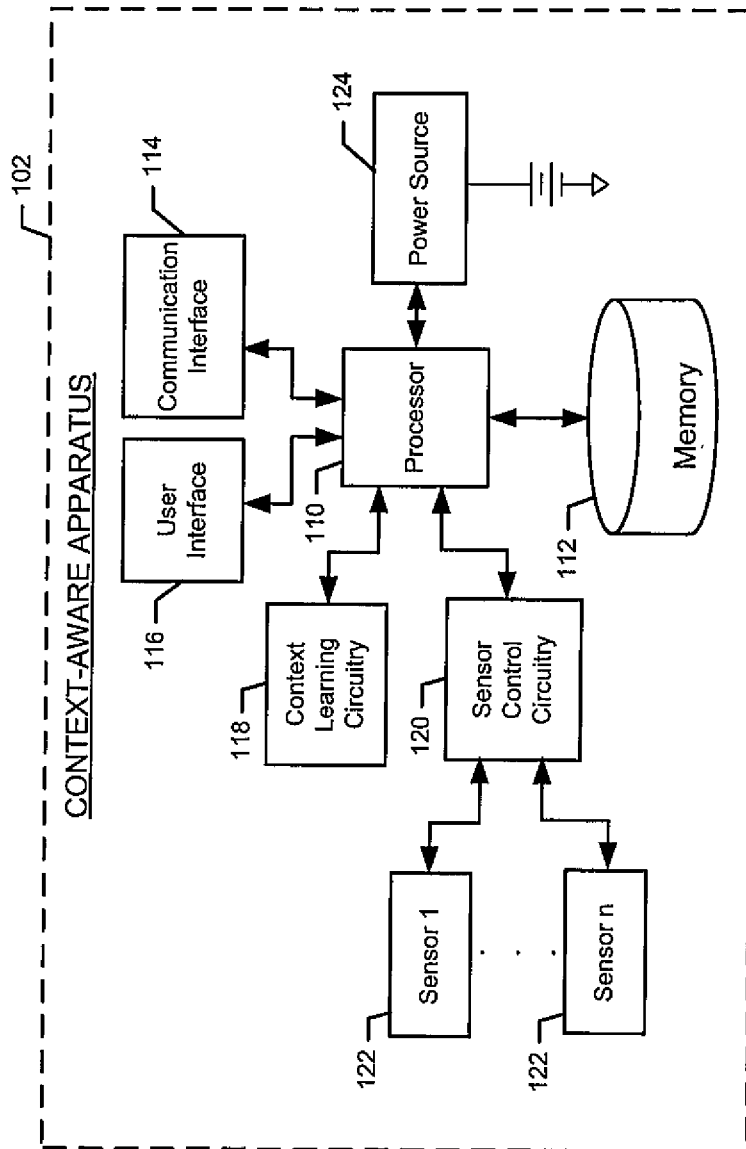 102
CONTEXT-AWARE APPARATUS
116
User
Interface
114
Communication
Interface
118
Context
Learning
Circuitry
110
Processor
124
Power Source
120
Sensor
Control
Circuitry
122
Sensor 1
. . .
122
Sensor n
112
Memory